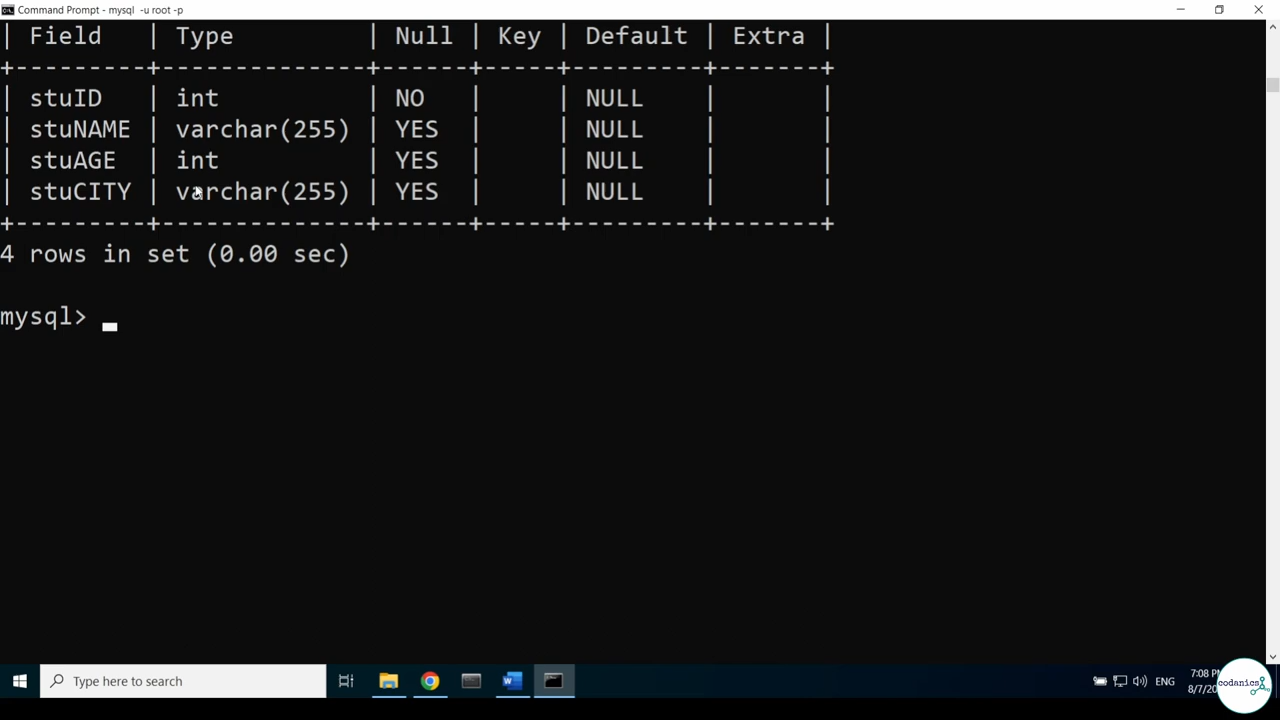 Command Prompt - mysql -u root -p
| Field | Type | Null | Key | Default | Extra |
+---------+--------------+------+-----+---------+-------+
| stuID | int | NO | | NULL | |
| stuNAME | varchar(255) | YES | | NULL | |
| stuAGE | int | YES | | NULL | |
| stuCITY | varchar(255) | YES | | NULL | |
+---------+--------------+------+-----+---------+-------+
4 rows in set (0.00 sec)
mysql>
Type here to search
ENG
7:08
codanics